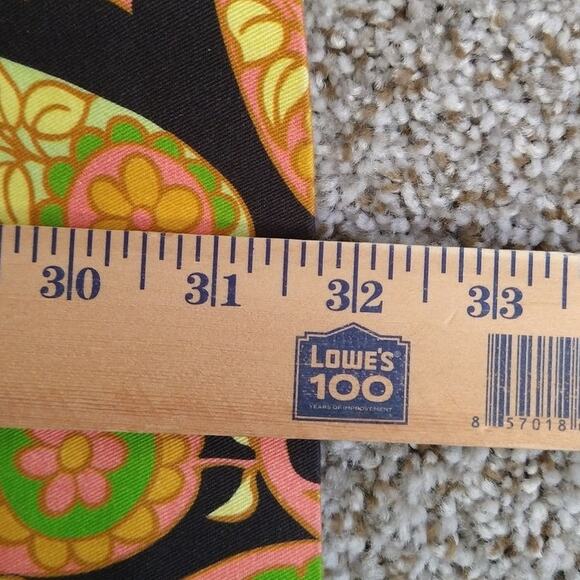 30 31 32 33
LOWE'S®
100
YEARS OF IMPROVEMENT
8 57018